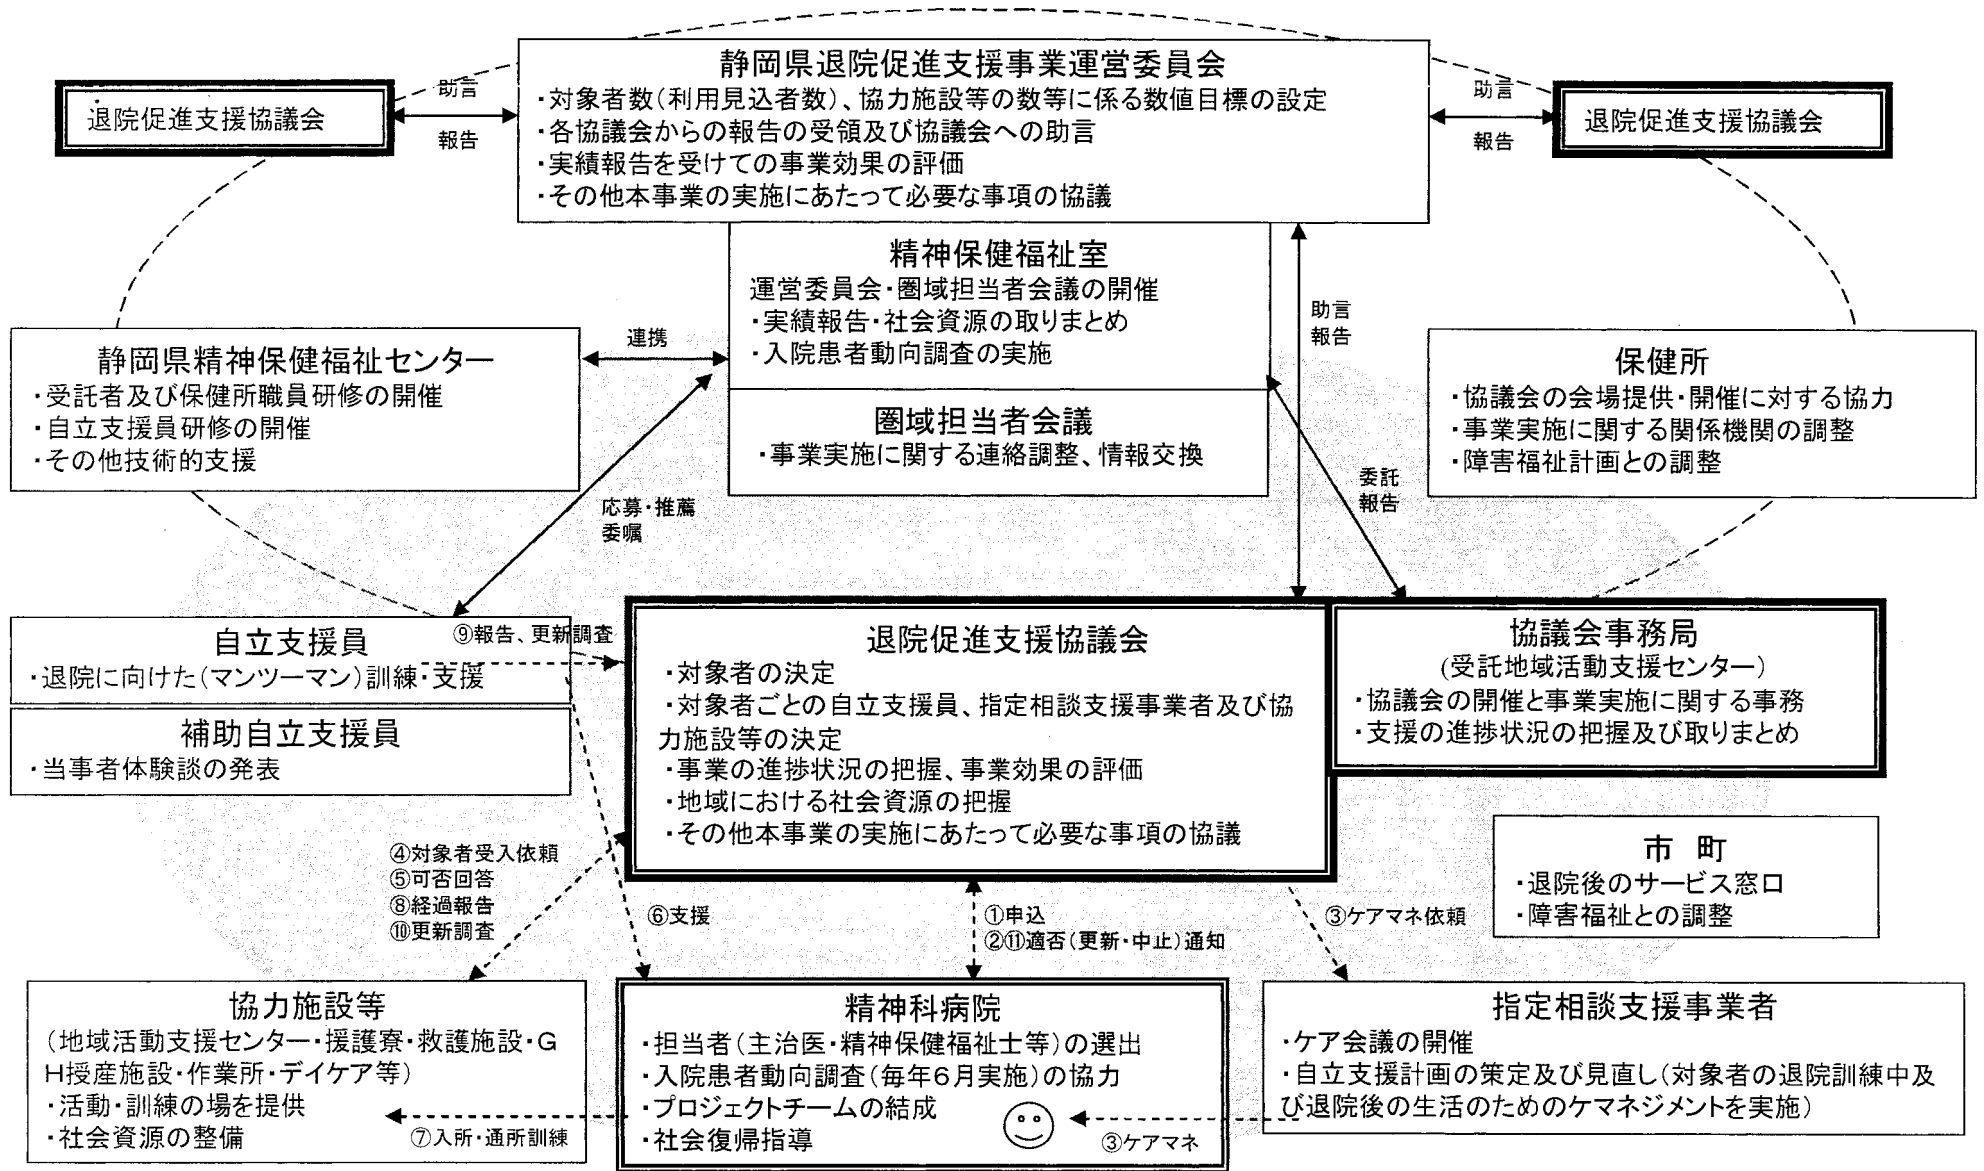 静岡県退院促進支援事業運営委員会
・対象者数(利用見込者数)、協力施設等の数等に係る数値目標の設定
・各協議会からの報告の受領及び協議会への助言
・実績報告を受けての事業効果の評価
・その他本事業の実施にあたって必要な事項の協議
退院促進支援協議会
助言
報告
助言
報告
退院促進支援協議会
精神保健福祉室
運営委員会・圏域担当者会議の開催
・実績報告・社会資源の取りまとめ
・入院患者動向調査の実施
圏域担当者会議
・事業実施に関する連絡調整、情報交換
静岡県精神保健福祉センター
・受託者及び保健所職員研修の開催
・自立支援員研修の開催
・その他技術的支援
連携
応募・推薦
委嘱
助言
報告
委託
報告
保健所
・協議会の会場提供・開催に対する協力
・事業実施に関する関係機関の調整
・障害福祉計画との調整
自立支援員
・退院に向けた(マンツーマン)訓練・支援
⑨報告、更新調査
補助自立支援員
・当事者体験談の発表
退院促進支援協議会
・対象者の決定
・対象者ごとの自立支援員、指定相談支援事業者及び協
力施設等の決定
・事業の進捗状況の把握、事業効果の評価
・地域における社会資源の把握
・その他本事業の実施にあたって必要な事項の協議
協議会事務局
(受託地域活動支援センター)
・協議会の開催と事業実施に関する事務
・支援の進捗状況の把握及び取りまとめ
市 町
・退院後のサービス窓口
・障害福祉との調整
④対象者受入依頼
⑤可否回答
⑧経過報告
⑩更新調査
⑥支援
①申込
②⑪適否(更新・中止)通知
③ケアマネ依頼
協力施設等
(地域活動支援センター・援護寮・救護施設・G
H授産施設・作業所・デイケア等)
・活動・訓練の場を提供
・社会資源の整備
⑦入所・通所訓練
精神科病院
・担当者(主治医・精神保健福祉士等)の選出
・入院患者動向調査(毎年6月実施)の協力
・プロジェクトチームの結成
・社会復帰指導
③ケアマネ
指定相談支援事業者
・ケア会議の開催
・自立支援計画の策定及び見直し(対象者の退院訓練中及
び退院後の生活のためのケマネジメントを実施)